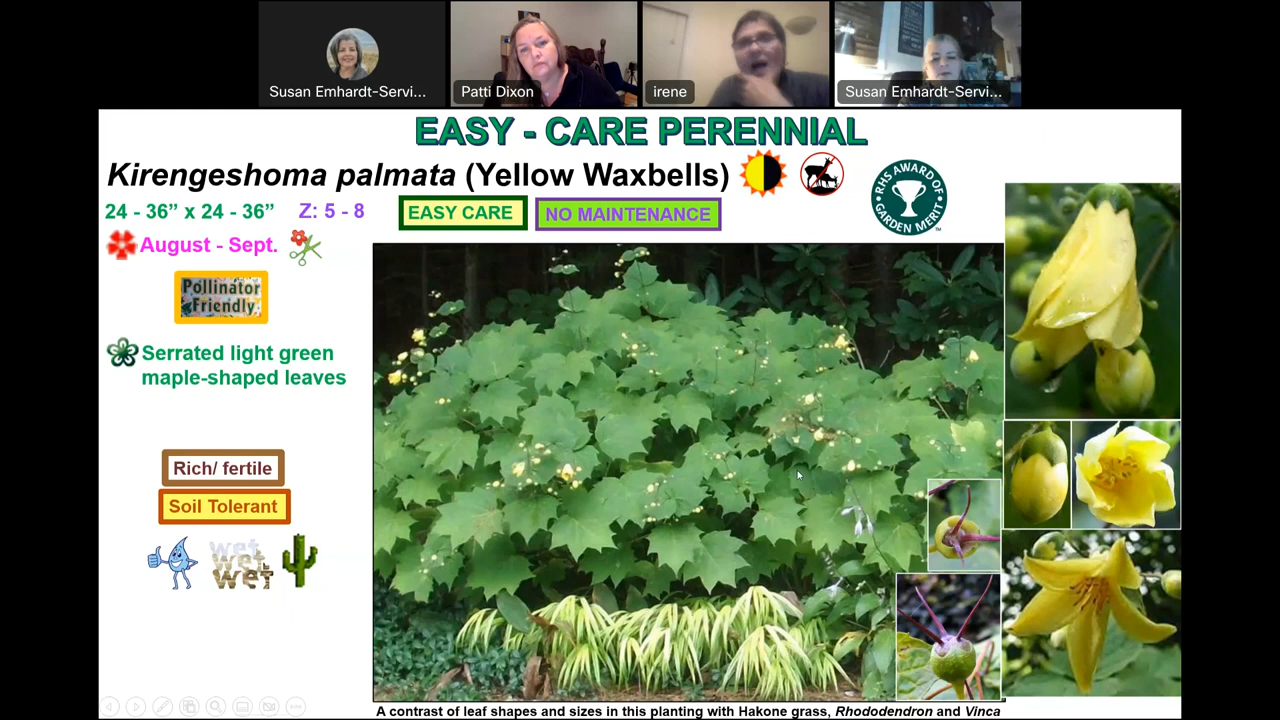 Susan Emhardt-Servi...
Patti Dixon
irene
Susan Emhardt-Servi...
EASY - CARE PERENNIAL
Kirengeshoma palmata (Yellow Waxbells)
RHS AWARD OF GARDEN MERIT
24 - 36” x 24 - 36”
Z: 5 - 8
EASY CARE
NO MAINTENANCE
August - Sept.
Pollinator
Friendly
Serrated light green
maple-shaped leaves
Rich/ fertile
Soil Tolerant
wet
wet
wet
A contrast of leaf shapes and sizes in this planting with Hakone grass, Rhododendron and Vinca